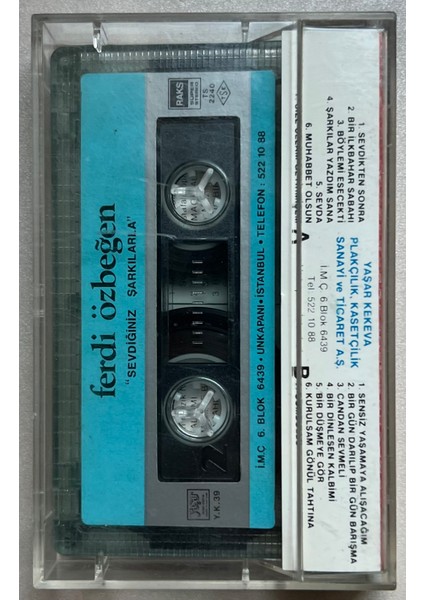 ferdi özbeğen
"SEVDİĞİNİZ ŞARKILARI.A"
RAKS
TS.
2240
Y.K.39
İ.M.Ç 6. BLOK 6439 • UNKAPANI • İSTANBUL • TELEFON : 522 10 88
1. SEVDİKTEN SONRA
2. BİR İLKBAHAR SABAHI
3. BÖYLEMİ ESECEKTİ
4. ŞARKILAR YAZDIM SANA
5. SEVDA
6. MUHABBET OLSUN
A
YAŞAR KEKEVA
PLAKÇILIK, KASETÇİLİK
SANAYİ ve TİCARET A.Ş.
İ.M.Ç. 6.Blok 6439
Tel: 522 10 88
B
1. SENSİZ YAŞAMAYA ALIŞACAĞIM
2. BİR GÜN DARILIP BİR GÜN BARIŞMA
3. CANDAN SEVMELİ
4. BİR DİNLESEN KALBİMİ
5. BİR DÜŞMEYE GÖR
6. KURULSAM GÖNÜL TAHTINA